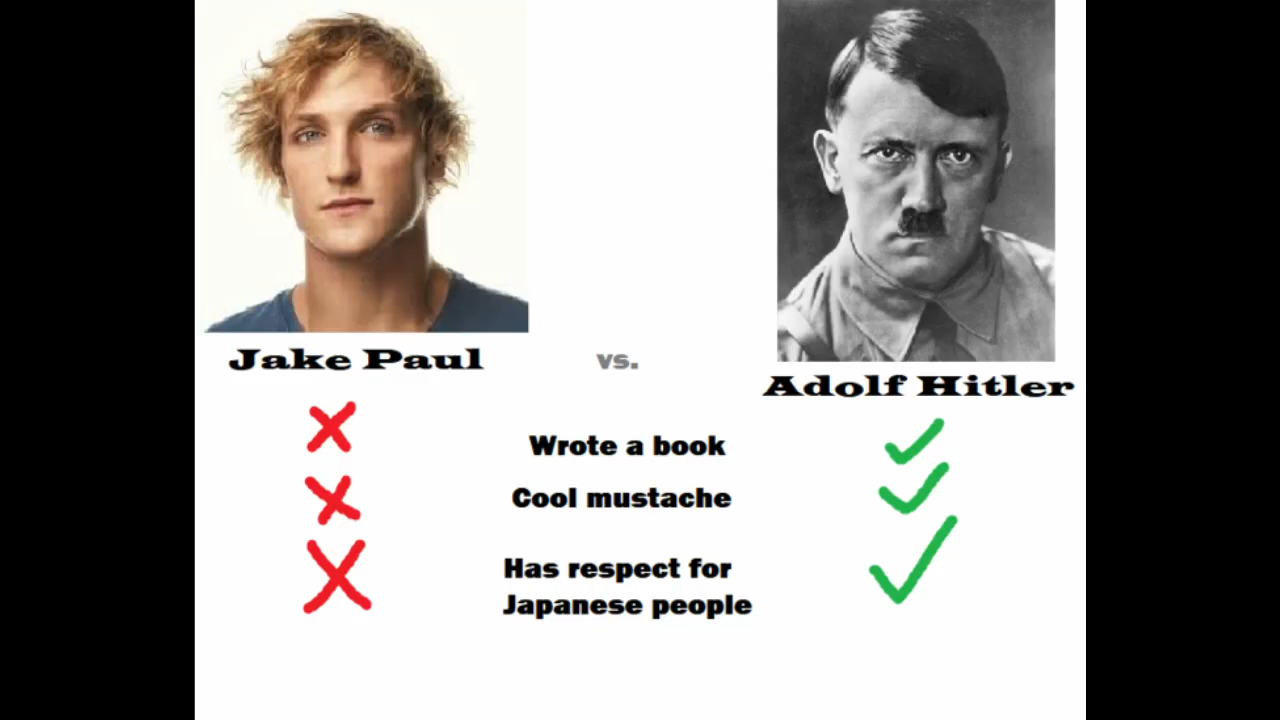 Jake Paul
vs.
Adolf Hitler
Wrote a book
Cool mustache
Has respect for
Japanese people